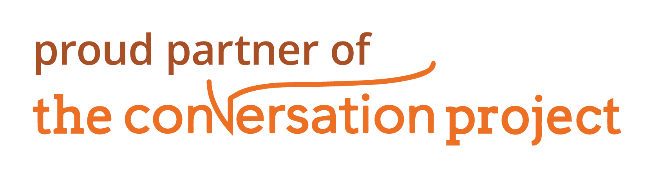 proud partner of
the conversation project